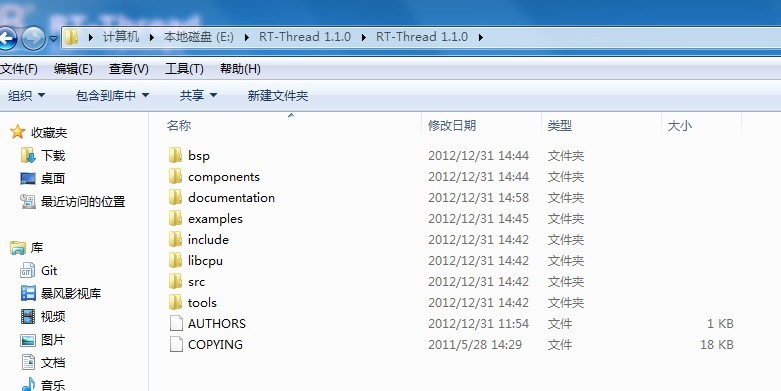 RT-Thread
计算机 本地磁盘 (E:) RT-Thread 1.1.0 RT-Thread 1.1.0
文件(F) 编辑(E) 查看(V) 工具(T) 帮助(H)
组织 包含到库中 共享 新建文件夹
收藏夹
下载
桌面
最近访问的位置
库
Git
暴风影视库
视频
图片
文档
音乐
名称 修改日期 类型 大小
bsp 2012/12/31 14:44 文件夹
components 2012/12/31 14:44 文件夹
documentation 2012/12/31 14:58 文件夹
examples 2012/12/31 14:45 文件夹
include 2012/12/31 14:42 文件夹
libcpu 2012/12/31 14:42 文件夹
src 2012/12/31 14:42 文件夹
tools 2012/12/31 14:42 文件夹
AUTHORS 2012/12/31 11:54 文件 1 KB
COPYING 2011/5/28 14:29 文件 18 KB